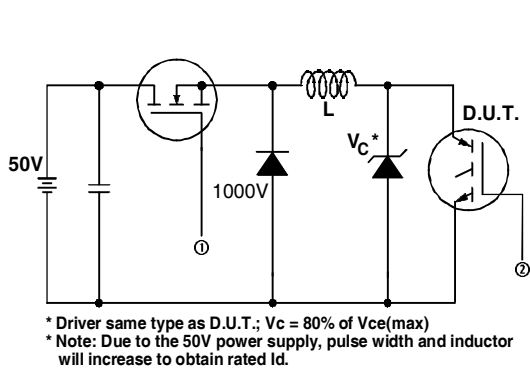 L
D.U.T.
VC*
50V
1000V
①
②
* Driver same type as D.U.T.; Vc = 80% of Vce(max)
* Note: Due to the 50V power supply, pulse width and inductor
will increase to obtain rated Id.